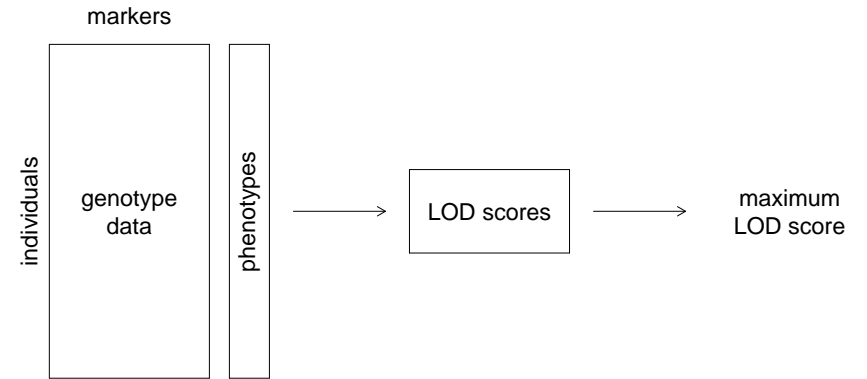 markers
individuals
genotype
data
phenotypes
LOD scores
maximum
LOD score